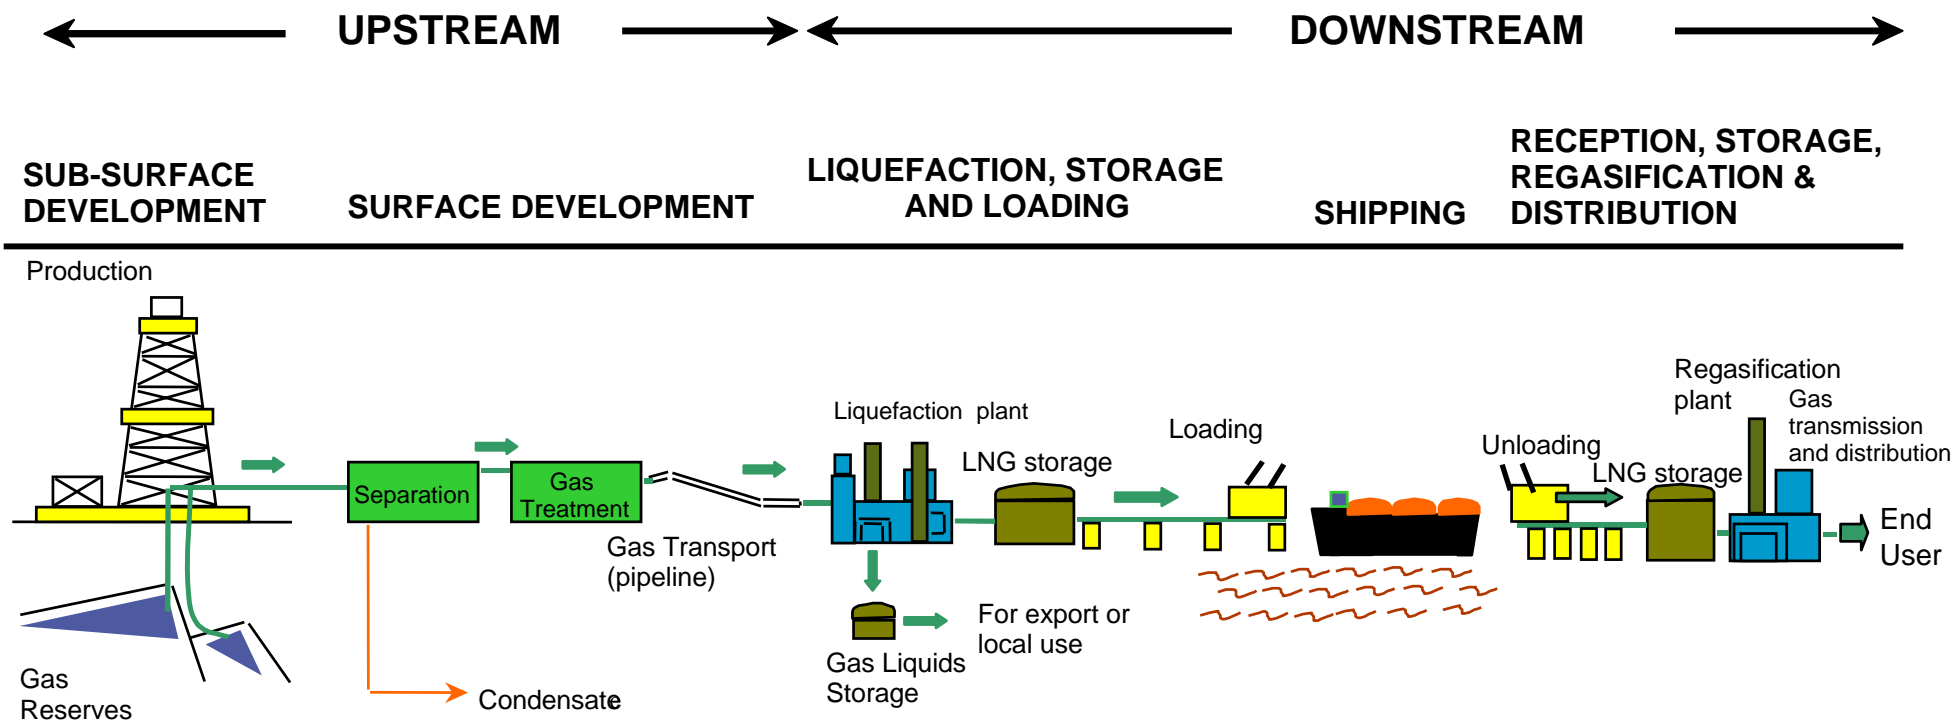 UPSTREAM
DOWNSTREAM
SUB-SURFACE
DEVELOPMENT
SURFACE DEVELOPMENT
LIQUEFACTION, STORAGE
AND LOADING
SHIPPING
RECEPTION, STORAGE,
REGASIFICATION &
DISTRIBUTION
Production
Separation
Gas
Treatment
Gas Transport
(pipeline)
Liquefaction plant
LNG storage
Loading
Unloading
LNG storage
Regasification
plant
Gas
transmission
and distribution
End
User
For export or
local use
Gas Liquids
Storage
Gas
Reserves
Condensate